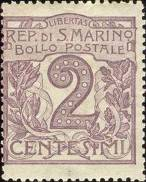 LIBERTAS
REP. DI S. MARINO
BOLLO POSTALE
2
CENTESIMI